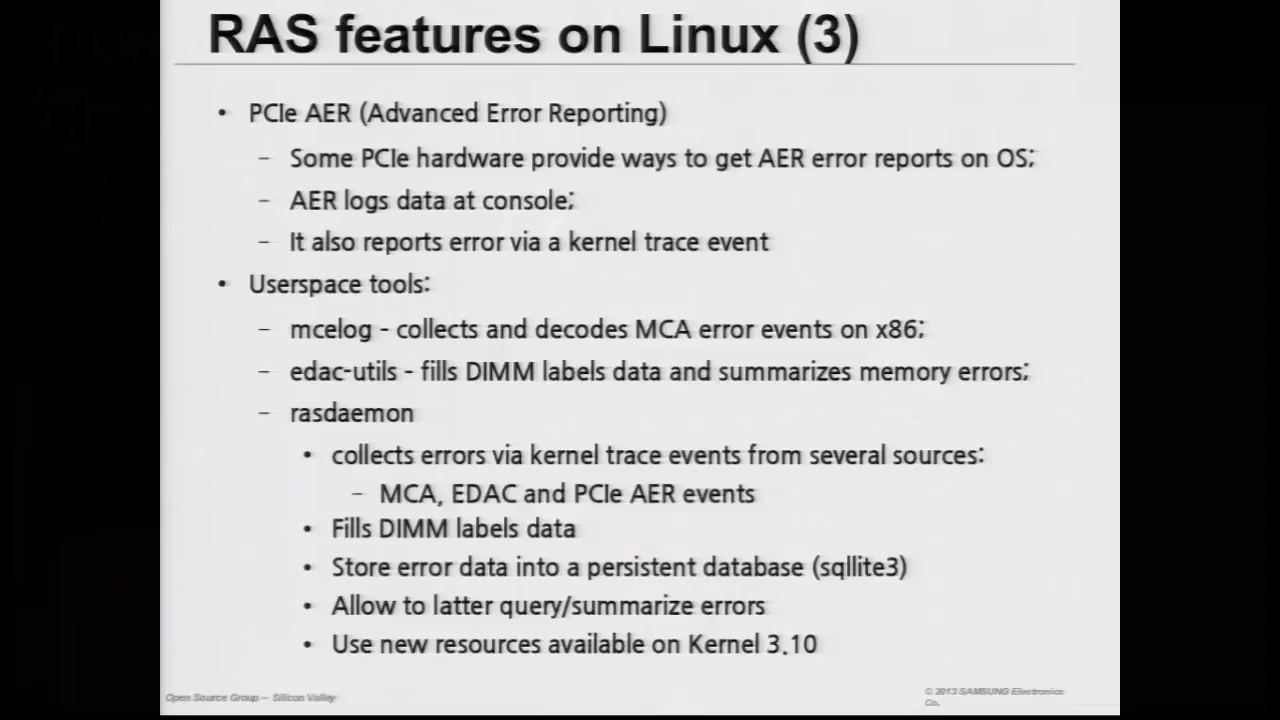 RAS features on Linux (3)
• PCIe AER (Advanced Error Reporting)
– Some PCIe hardware provide ways to get AER error reports on OS;
– AER logs data at console;
– It also reports error via a kernel trace event
• Userspace tools:
– mcelog - collects and decodes MCA error events on x86;
– edac-utils - fills DIMM labels data and summarizes memory errors;
– rasdaemon
• collects errors via kernel trace events from several sources:
– MCA, EDAC and PCIe AER events
• Fills DIMM labels data
• Store error data into a persistent database (sqllite3)
• Allow to latter query/summarize errors
• Use new resources available on Kernel 3.10
Open Source Group – Silicon Valley
© 2013 SAMSUNG Electronics
Co.